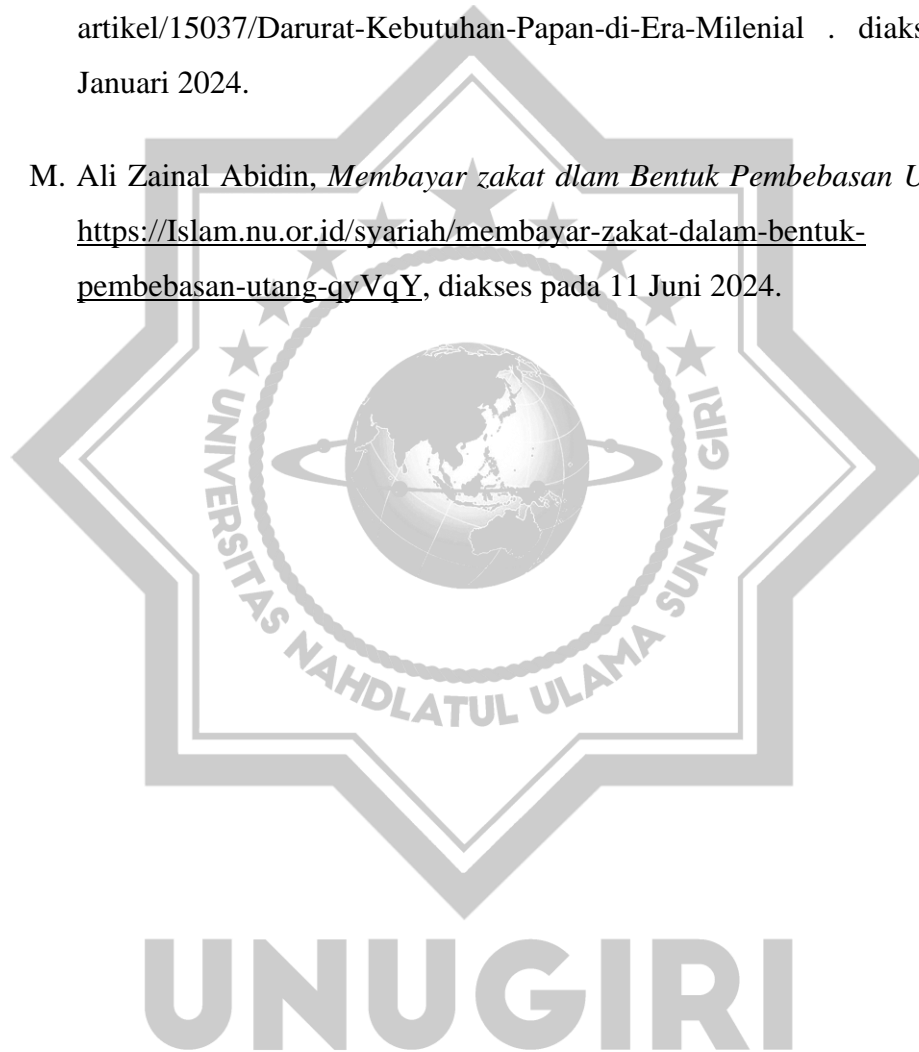 artikel/15037/Darurat-Kebutuhan-Papan-di-Era-Milenial . diaks
Januari 2024.
M. Ali Zainal Abidin, Membayar zakat dlam Bentuk Pembebasan U
https://Islam.nu.or.id/syariah/membayar-zakat-dalam-bentuk-
pembebasan-utang-qyVqY, diakses pada 11 Juni 2024.
UNIVERSITAS NAHDLATUL ULAMA SUNAN GIRI
UNUGIRI